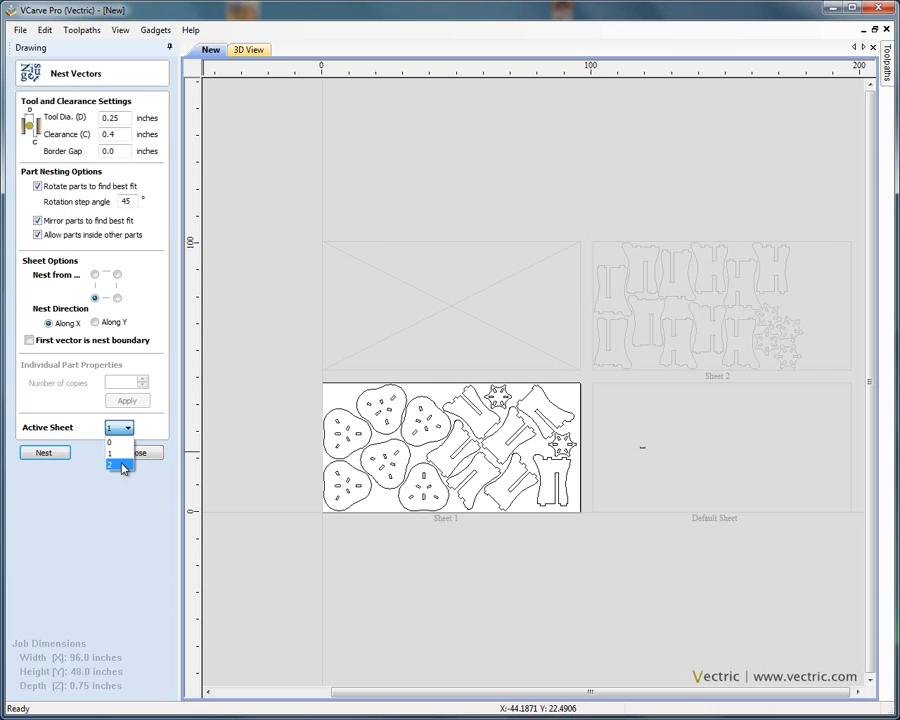 VCarve Pro {Vectric} - [New]
File Edit Toolpaths View Gadgets Help
Drawing
New
3D View
Toolpaths
0 100 200
100
0
Nest Vectors
Tool and Clearance Settings
D
Tool Dia. (D) 0.25 inches
Clearance (C) 0.4 inches
C
Border Gap 0.0 inches
Part Nesting Options
Rotate parts to find best fit
Rotation step angle 45 °
Mirror parts to find best fit
Allow parts inside other parts
Sheet Options
Nest from ...
Nest Direction
Along X Along Y
First vector is nest boundary
Individual Part Properties
Number of copies
Apply
Active Sheet 1
0
1
2
Nest
ose
Sheet 2
Sheet 1
Default Sheet
Job Dimensions
Width (X): 96.0 inches
Height (Y): 48.0 inches
Depth (Z): 0.75 inches
Vectric | www.vectric.com
Ready
X:-44.1871 Y: 22.4906